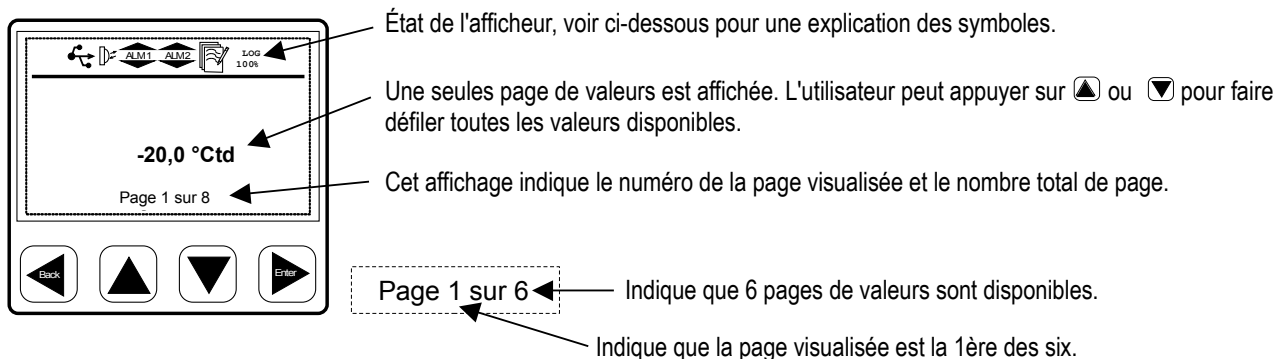 État de l'afficheur, voir ci-dessous pour une explication des symboles.
ALM1 ALM2 LOG
100%
Une seules page de valeurs est affichée. L'utilisateur peut appuyer sur ou pour faire
défiler toutes les valeurs disponibles.
-20,0 °Ctd
Cet affichage indique le numéro de la page visualisée et le nombre total de page.
Page 1 sur 8
Back Enter
Page 1 sur 6
Indique que 6 pages de valeurs sont disponibles.
Indique que la page visualisée est la 1ère des six.